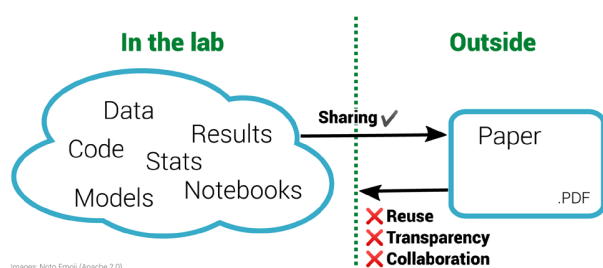 In the lab
Outside
Data
Code
Results
Stats
Models
Notebooks
Sharing ✔
Paper
.PDF
❌ Reuse
❌ Transparency
❌ Collaboration
Images: Noto Emoji (Apache 2.0)